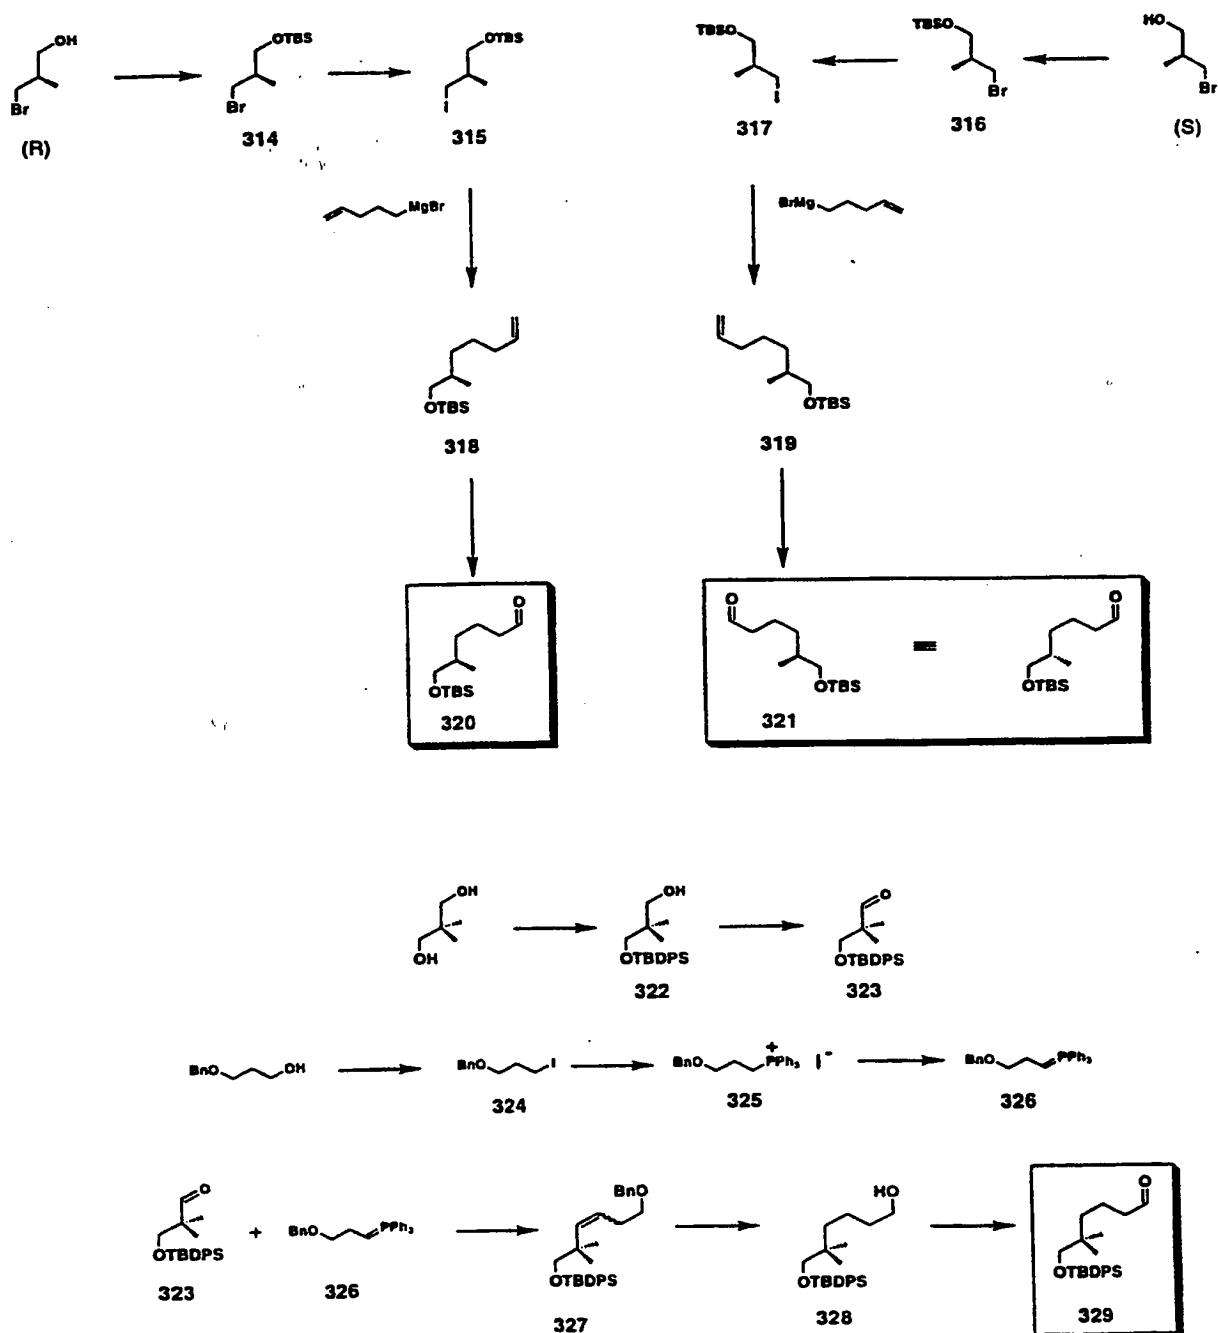 OH
OTBS
OTBS
TBSO
TBSO
HO
Br
Br
I
I
Br
Br
(R)
314
315
317
316
(S)
MgBr
BrMg
OTBS
OTBS
318
319
O
O
O
OTBS
OTBS
OTBS
320
321
=
OH
OH
O
OH
OTBDPS
OTBDPS
322
323
BnO
OH
BnO
I
BnO
+
PPh3
I-
BnO
PPh3
324
325
326
O
OTBDPS
+
BnO
PPh3
BnO
OTBDPS
HO
OTBDPS
O
OTBDPS
323
326
327
328
329